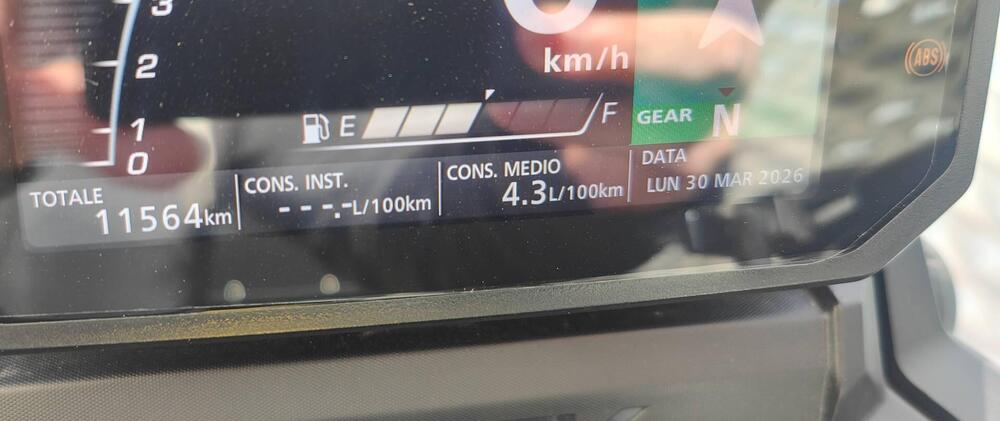 3
2
1
0
km/h
E
F
GEAR N
ABS
TOTALE
11564km
CONS. INST.
---.-L/100km
CONS. MEDIO
4.3L/100km
DATA
LUN 30 MAR 2026